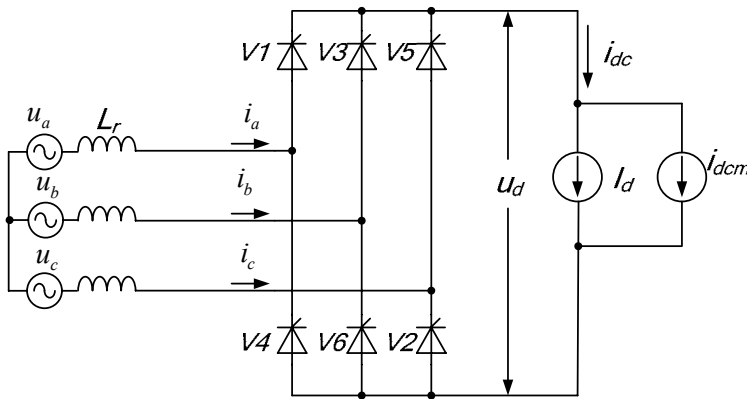 V1 V3 V5
i_dc
u_a L_r i_a
u_b i_b
u_d I_d i_dcm
u_c i_c
V4 V6 V2